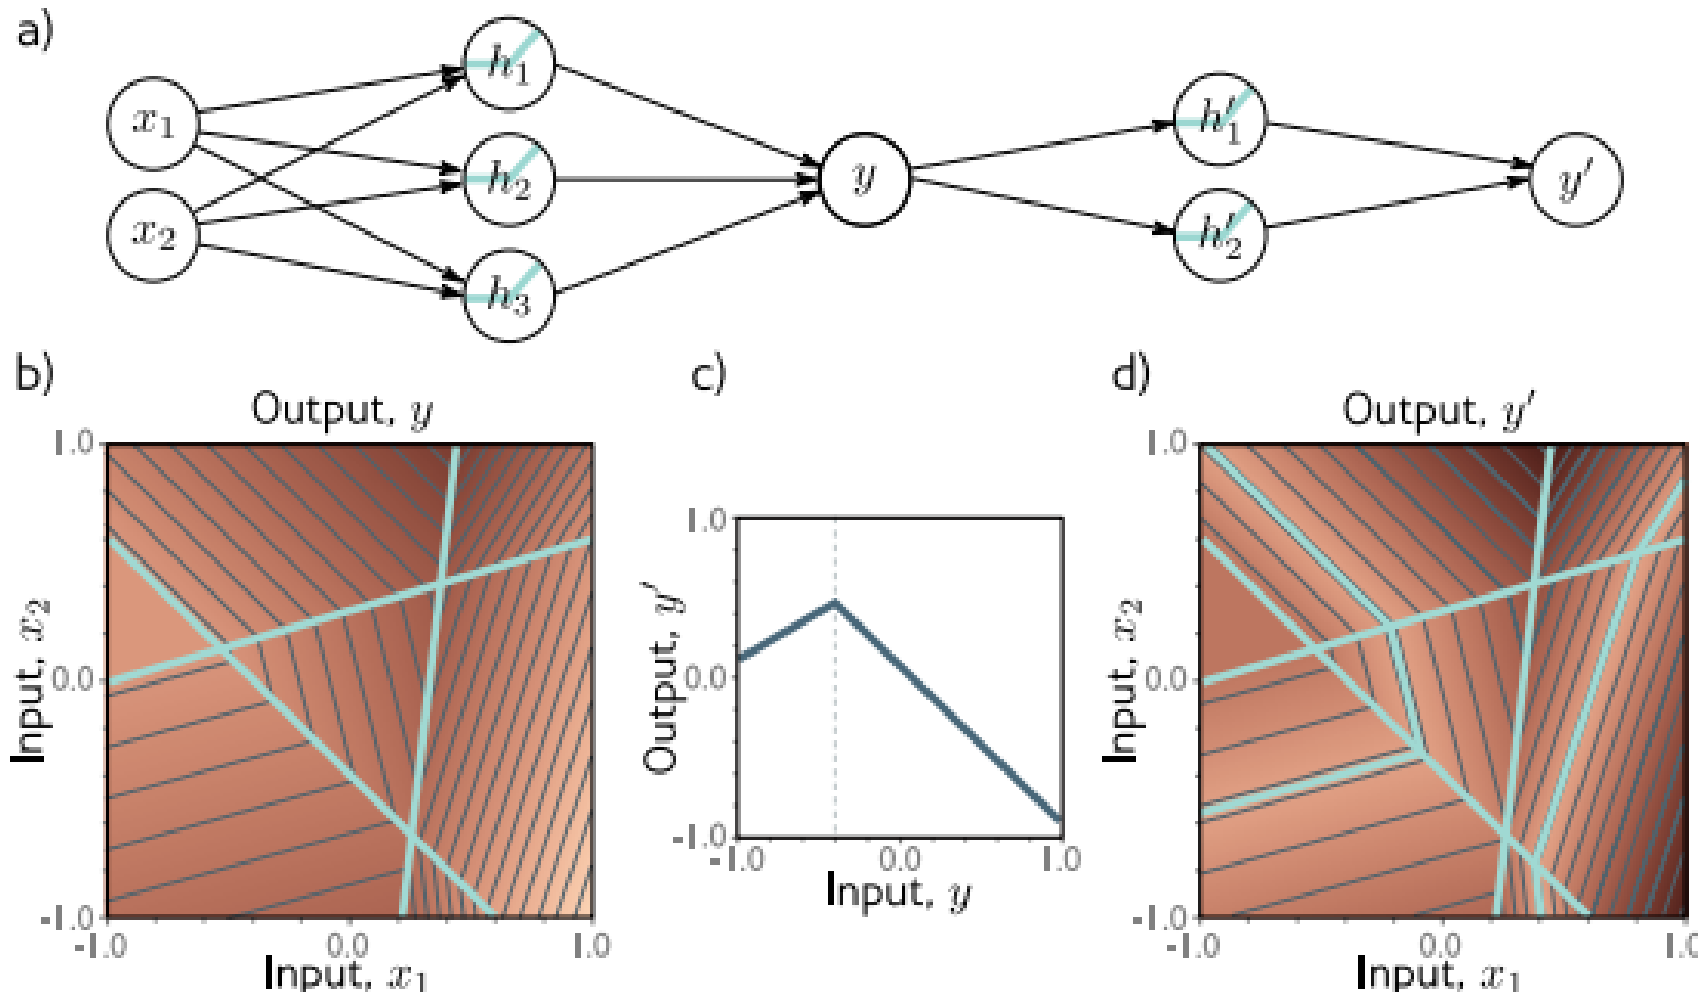 a)
x₁
x₂
h₁
h₂
h₃
y
h′₁
h′₂
y′
b)
Output, y
1.0
0.0
-1.0
-1.0 0.0 1.0
Input, x₂
Input, x₁
c)
1.0
0.0
-1.0
-1.0 0.0 1.0
Output, y′
Input, y
d)
Output, y′
1.0
0.0
-1.0
-1.0 0.0 1.0
Input, x₂
Input, x₁